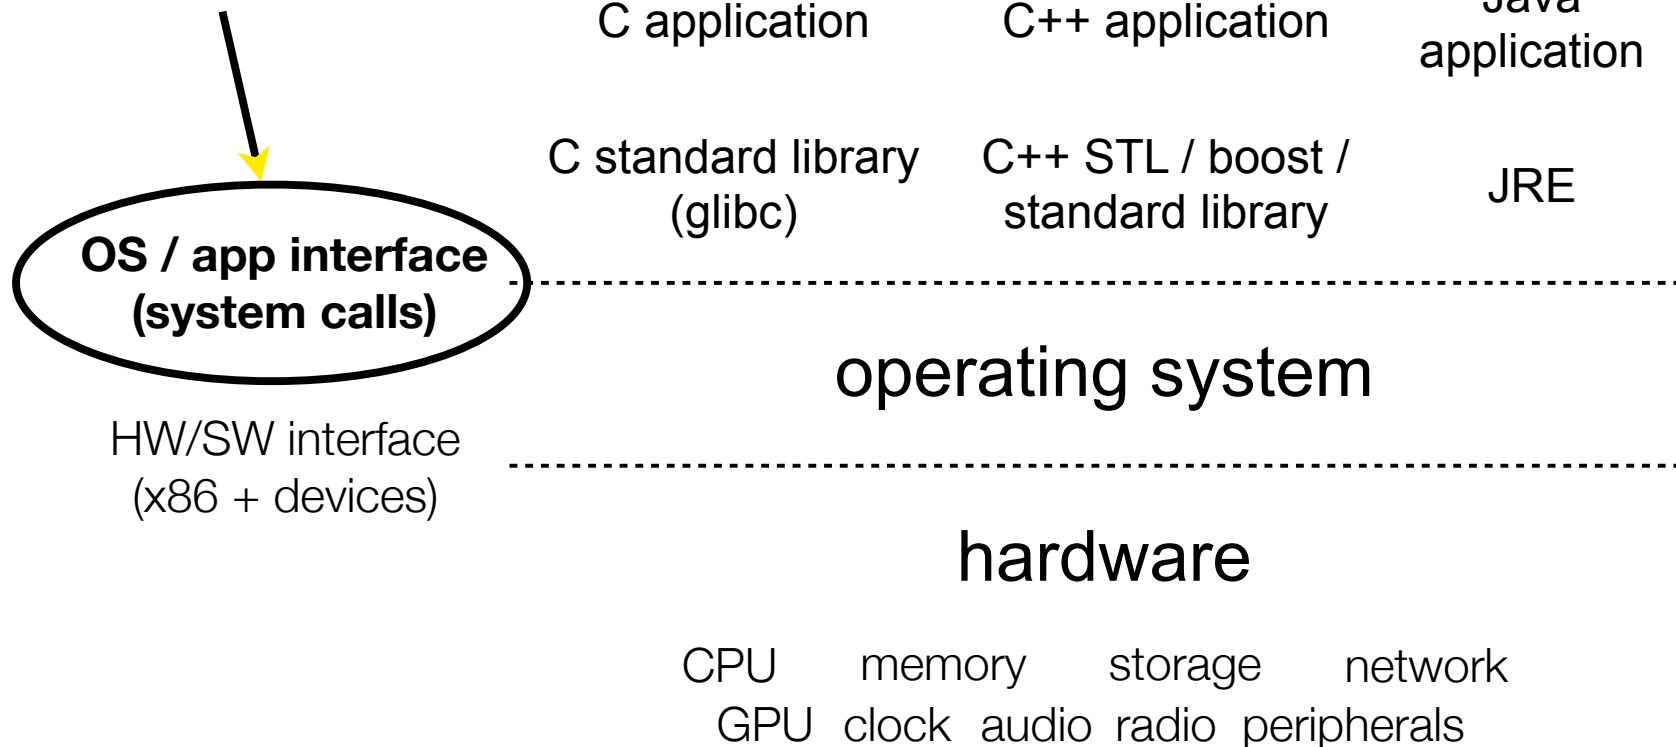 C application
C++ application
Java
application
C standard library
(glibc)
C++ STL / boost /
standard library
JRE
OS / app interface
(system calls)
operating system
HW/SW interface
(x86 + devices)
hardware
CPU memory storage network
GPU clock audio radio peripherals